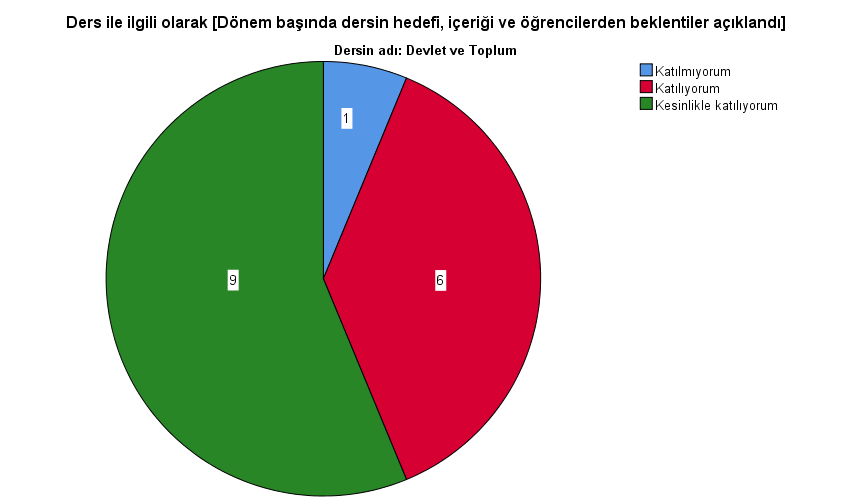 Ders ile ilgili olarak [Dönem başında dersin hedefi, içeriği ve öğrencilerden beklentiler açıklandı]
Dersin adı: Devlet ve Toplum
Katılmıyorum
Katılıyorum
Kesinlikle katılıyorum
1
9
6